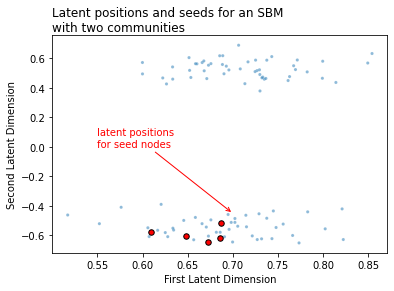 Latent positions and seeds for an SBM
with two communities
Second Latent Dimension
0.6
0.4
0.2
0.0
−0.2
−0.4
−0.6
latent positions
for seed nodes
0.55
0.60
0.65
0.70
0.75
0.80
0.85
First Latent Dimension